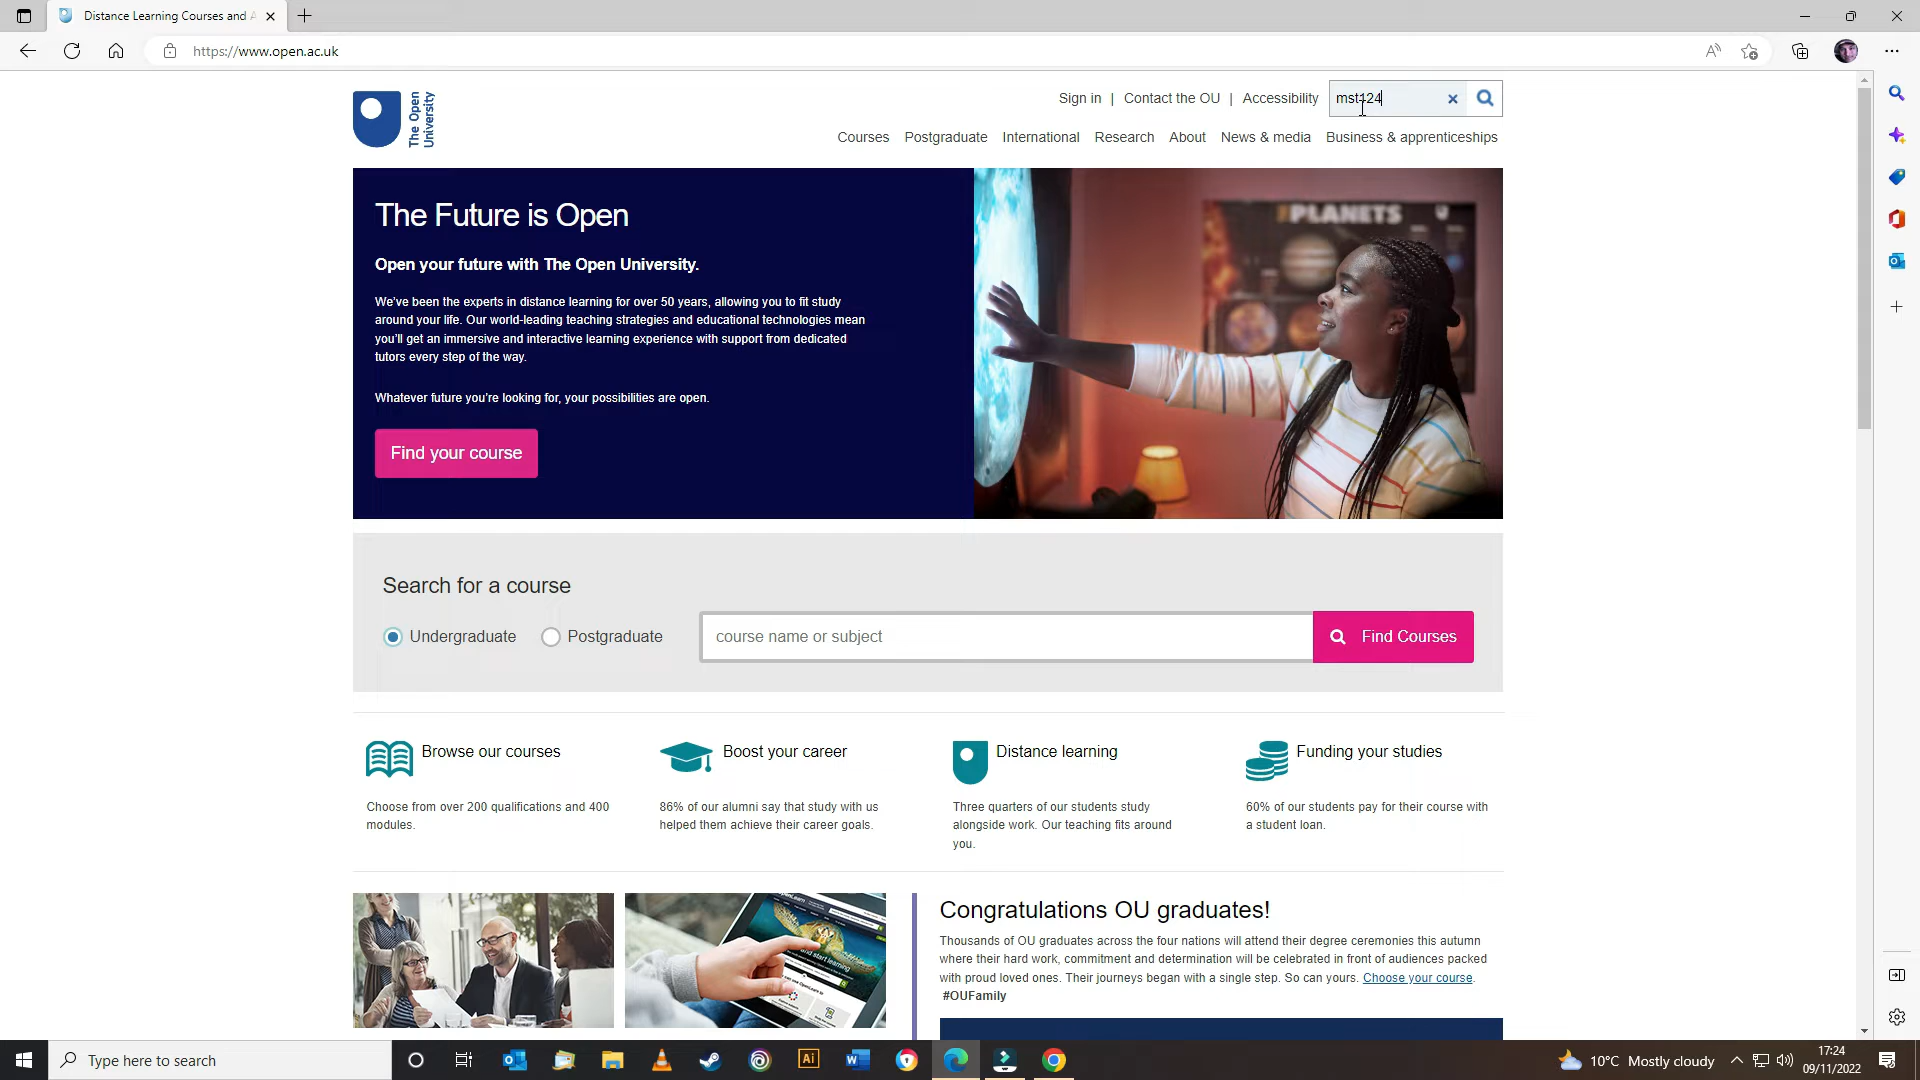 Distance Learning Courses and A
https://www.open.ac.uk
The Open
University
Sign in | Contact the OU | Accessibility
mst124
Courses Postgraduate International Research About News & media Business & apprenticeships
The Future is Open
Open your future with The Open University.
We've been the experts in distance learning for over 50 years, allowing you to fit study
around your life. Our world-leading teaching strategies and educational technologies mean
you'll get an immersive and interactive learning experience with support from dedicated
tutors every step of the way.
Whatever future you're looking for, your possibilities are open.
Find your course
PLANETS
Search for a course
Undergraduate Postgraduate
course name or subject
Find Courses
Browse our courses
Choose from over 200 qualifications and 400
modules.
Boost your career
86% of our alumni say that study with us
helped them achieve their career goals.
Distance learning
Three quarters of our students study
alongside work. Our teaching fits around
you.
Funding your studies
60% of our students pay for their course with
a student loan.
Congratulations OU graduates!
Thousands of OU graduates across the four nations will attend their degree ceremonies this autumn
where their hard work, commitment and determination will be celebrated in front of audiences packed
with proud loved ones. Their journeys began with a single step. So can yours. Choose your course.
#OUFamily
Type here to search
Ai
10°C Mostly cloudy
17:24
09/11/2022